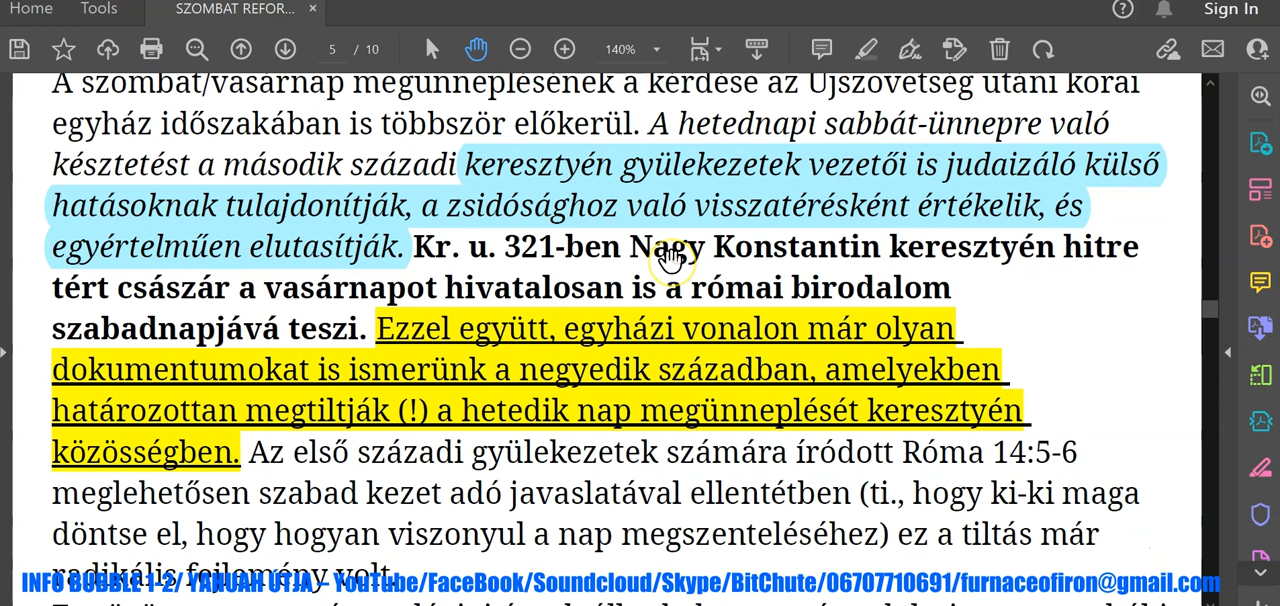 Home Tools SZOMBAT REFOR... × Sign In
5 / 10 140%
A szombat/vasárnap megünneplésének a kérdése az Újszövetség utáni korai
egyház időszakában is többször előkerül. A hetednapi sabbát-ünnepre való
késztetést a második századi keresztyén gyülekezetek vezetői is judaizáló külső
hatásoknak tulajdonítják, a zsidósághoz való visszatérésként értékelik, és
egyértelműen elutasítják. Kr. u. 321-ben Nagy Konstantin keresztyén hitre
tért császár a vasárnapot hivatalosan is a római birodalom
szabadnapjává teszi. Ezzel együtt, egyházi vonalon már olyan
dokumentumokat is ismerünk a negyedik században, amelyekben
határozottan megtiltják (!) a hetedik nap megünneplését keresztyén
közösségben. Az első századi gyülekezetek számára íródott Róma 14:5-6
meglehetősen szabad kezet adó javaslatával ellentétben (ti., hogy ki-ki maga
döntse el, hogy hogyan viszonyul a nap megszenteléséhez) ez a tiltás már
radikális fejlemény volt.
INFO BUBBLE 1-2/ YAHUAH ÚTJA – YouTube/FaceBook/Soundcloud/Skype/BitChute/06707710691/furnaceofiron@gmail.com